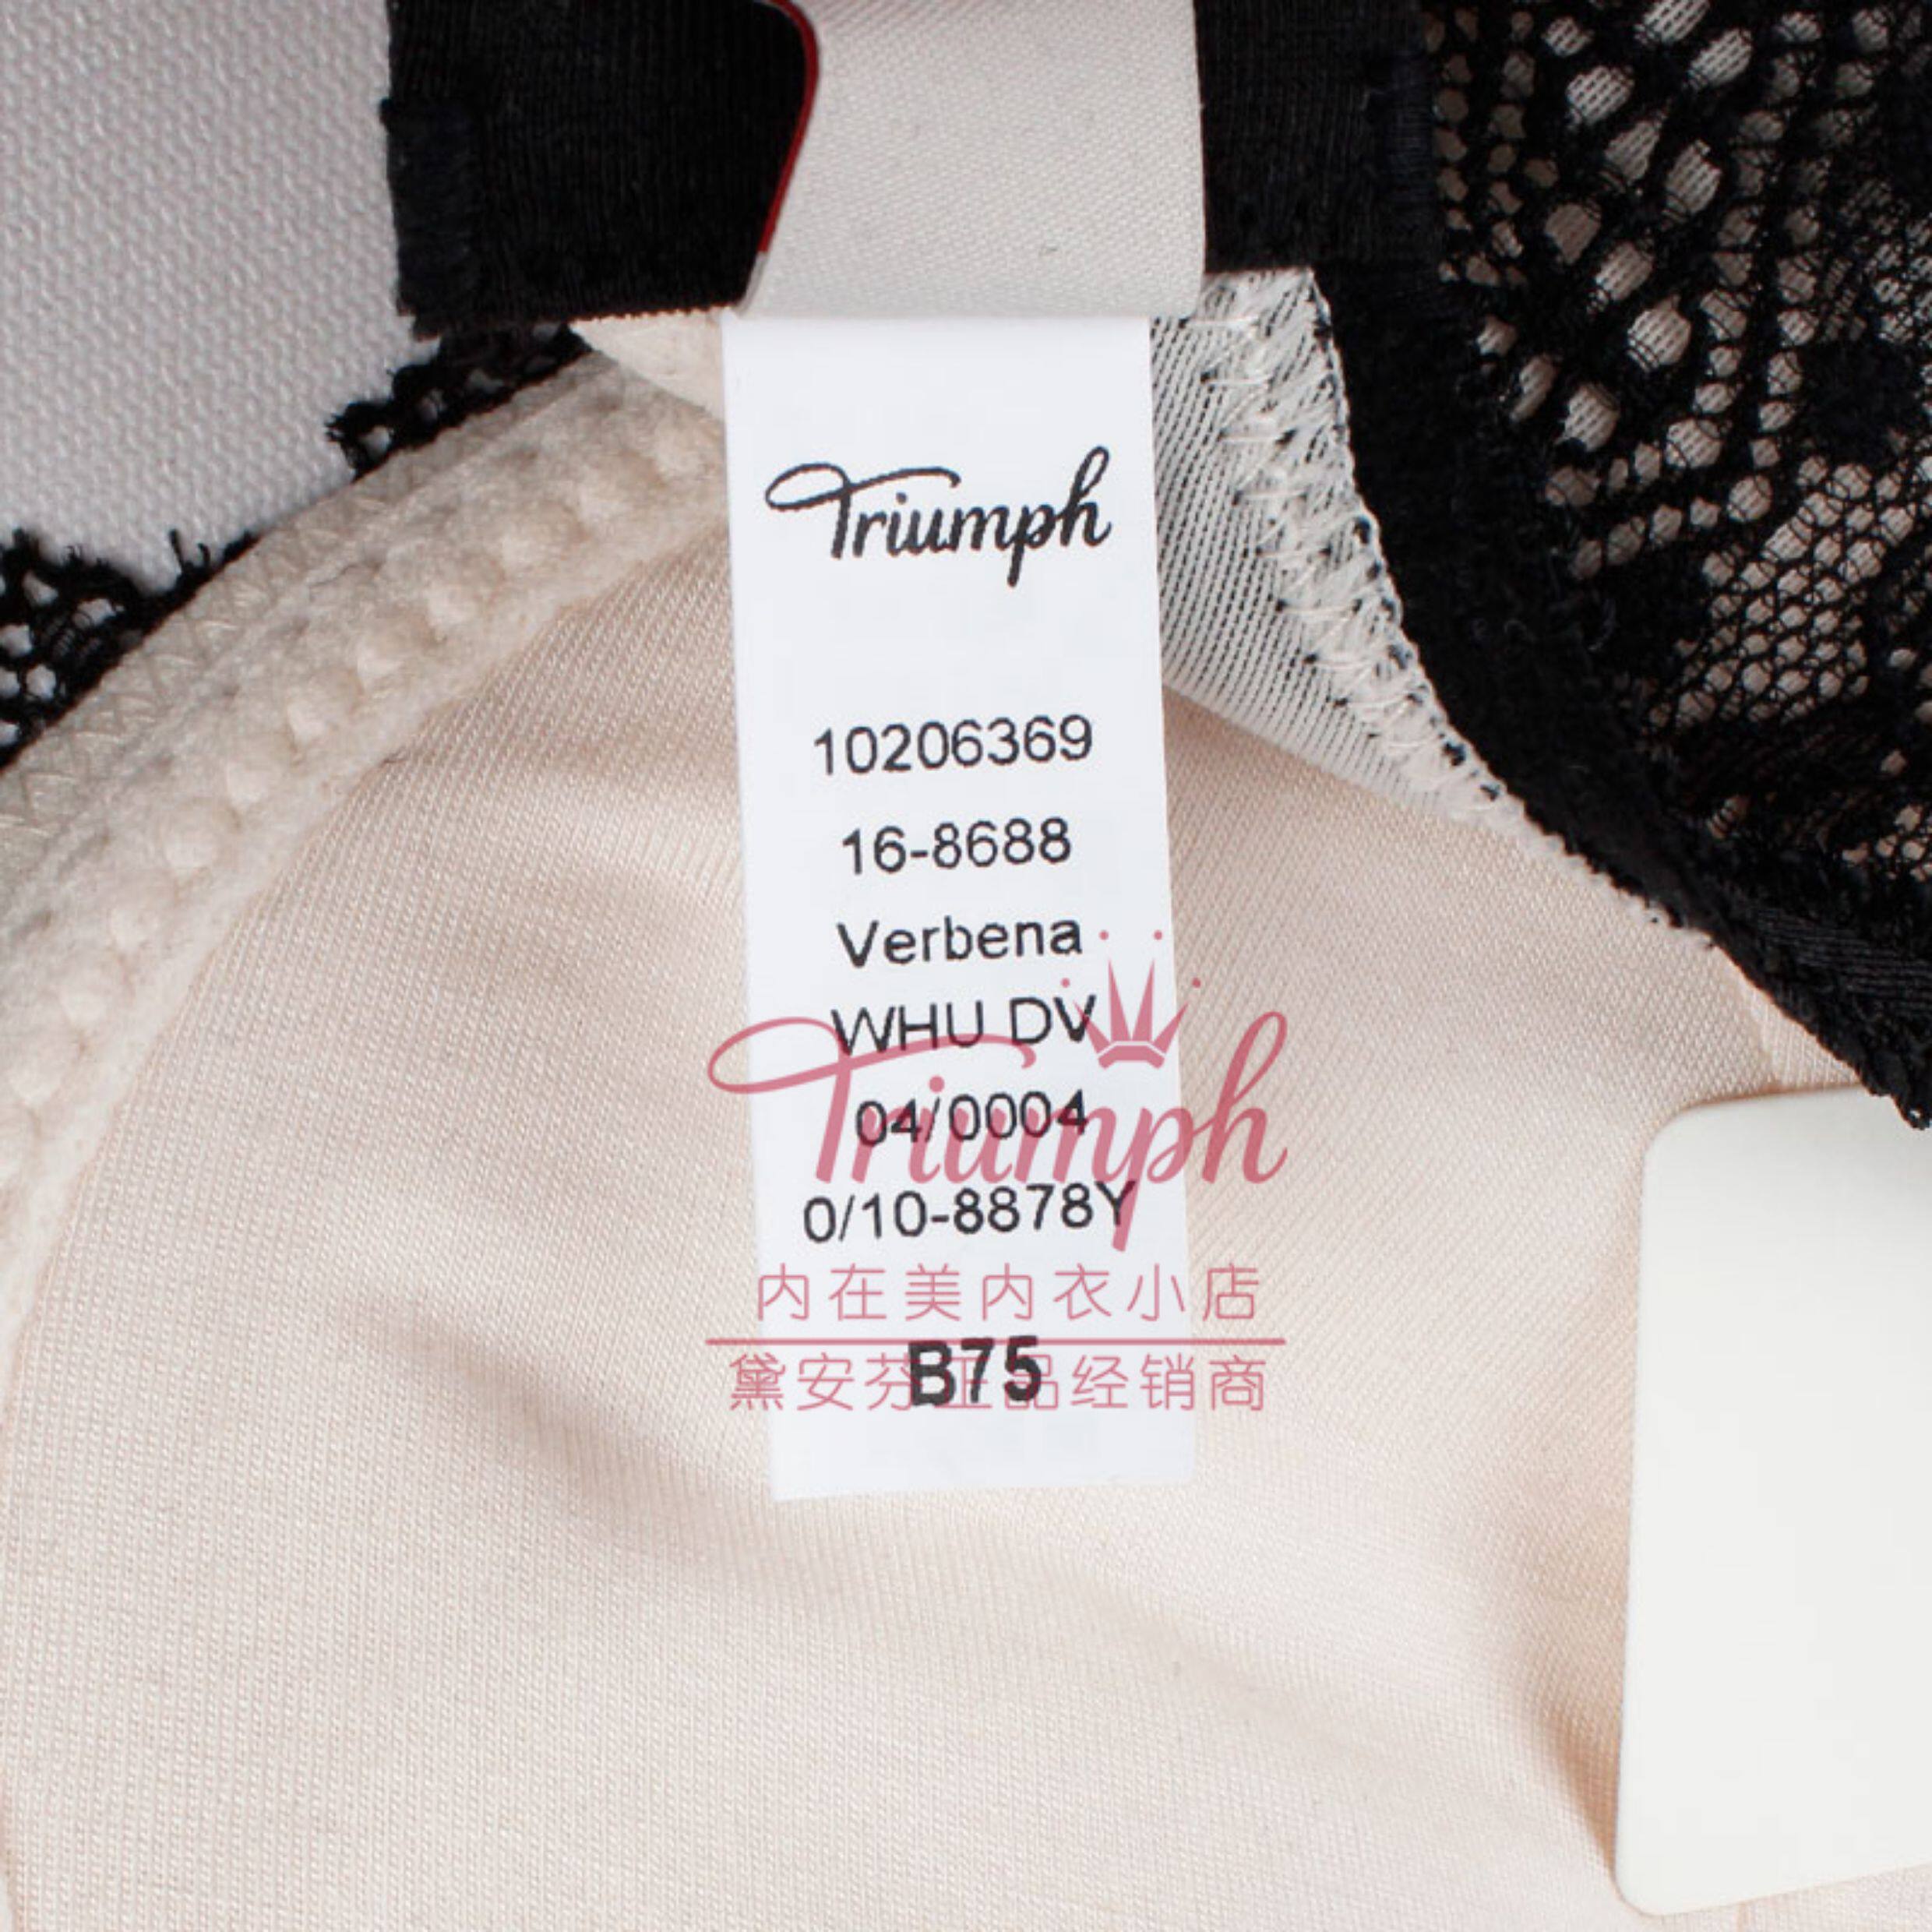 Triumph
10206369
16-8688
Verbena
WHU DV
04/0004
0/10-8878Y
B75
Triumph
内在美内衣小店
黛安芬正品经销商